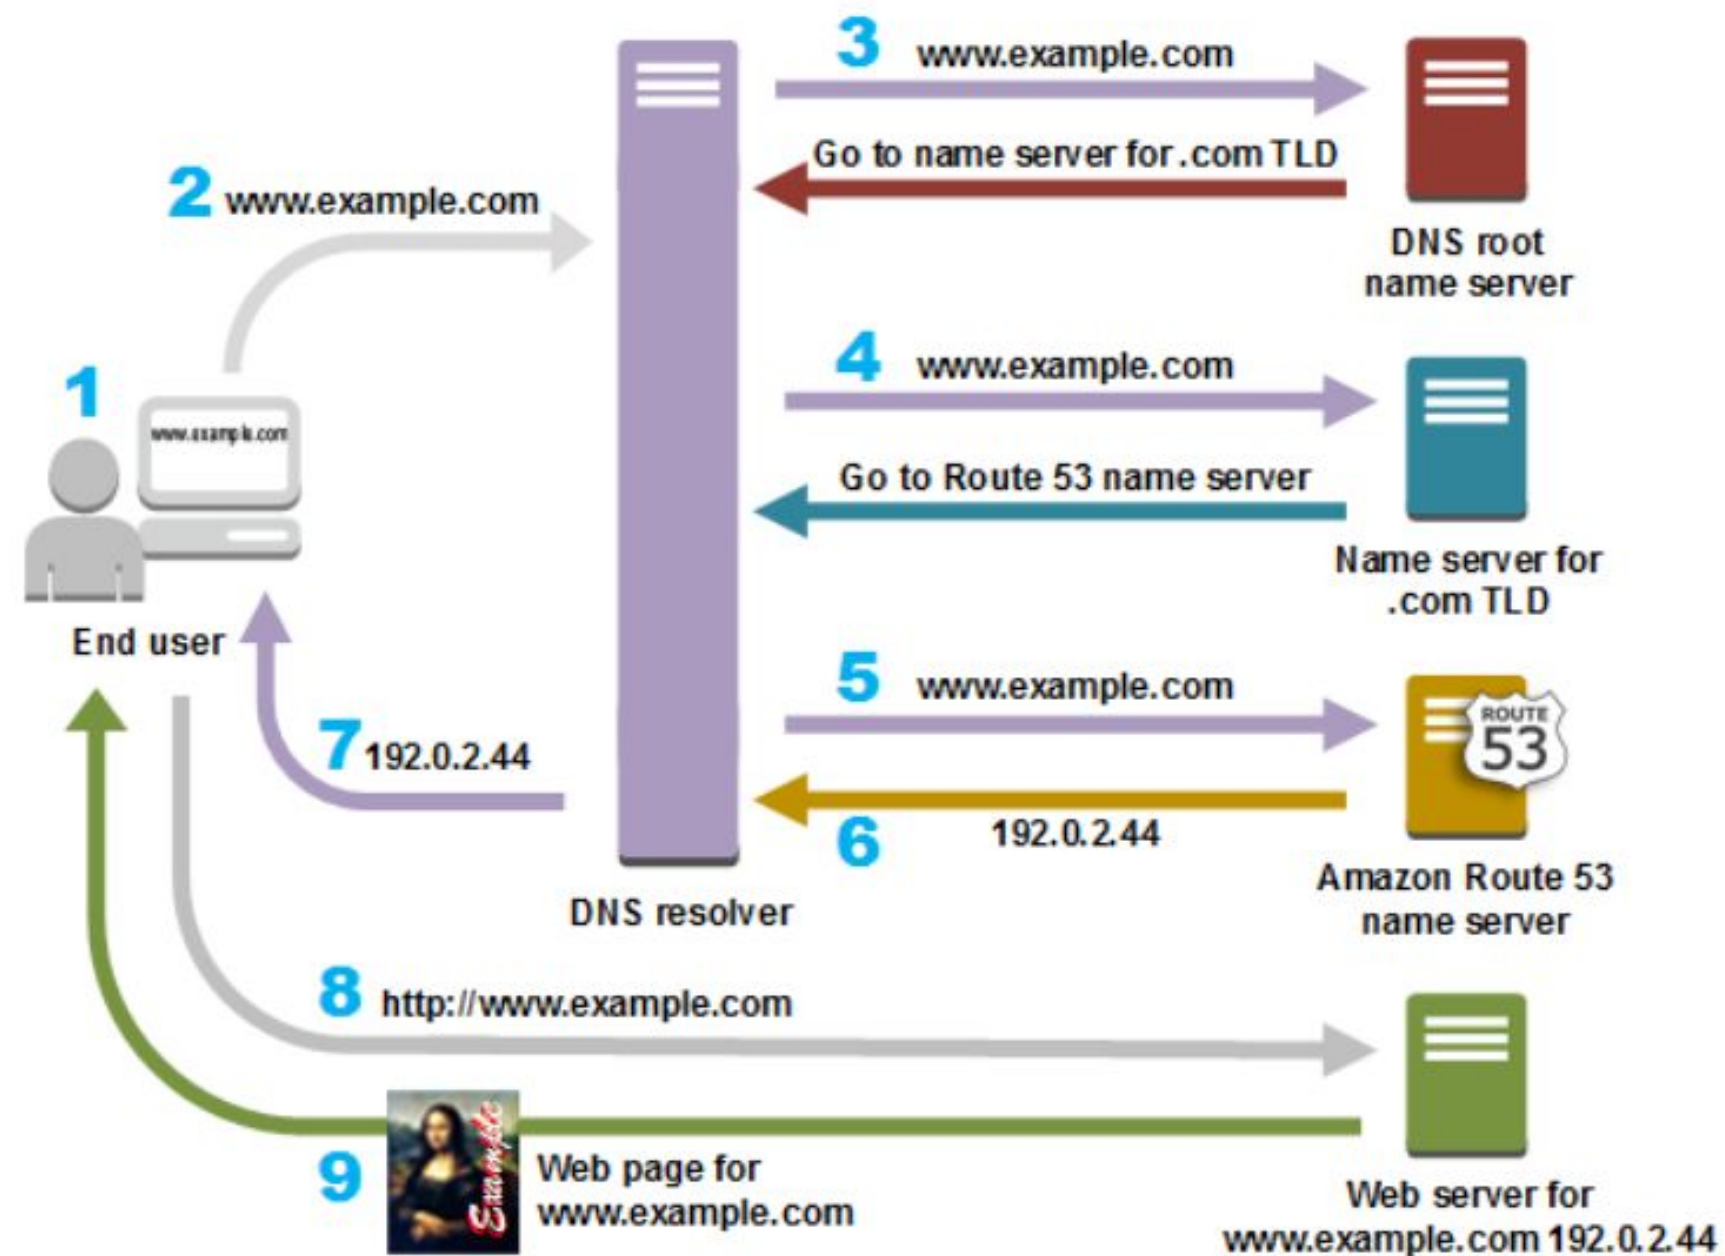 3 www.example.com
Go to name server for .com TLD
DNS root
name server
2 www.example.com
4 www.example.com
Go to Route 53 name server
Name server for
.com TLD
1
www.example.com
End user
5 www.example.com
ROUTE
53
6 192.0.2.44
Amazon Route 53
name server
7 192.0.2.44
DNS resolver
8 http://www.example.com
9
Example
Web page for
www.example.com
Web server for
www.example.com 192.0.2.44